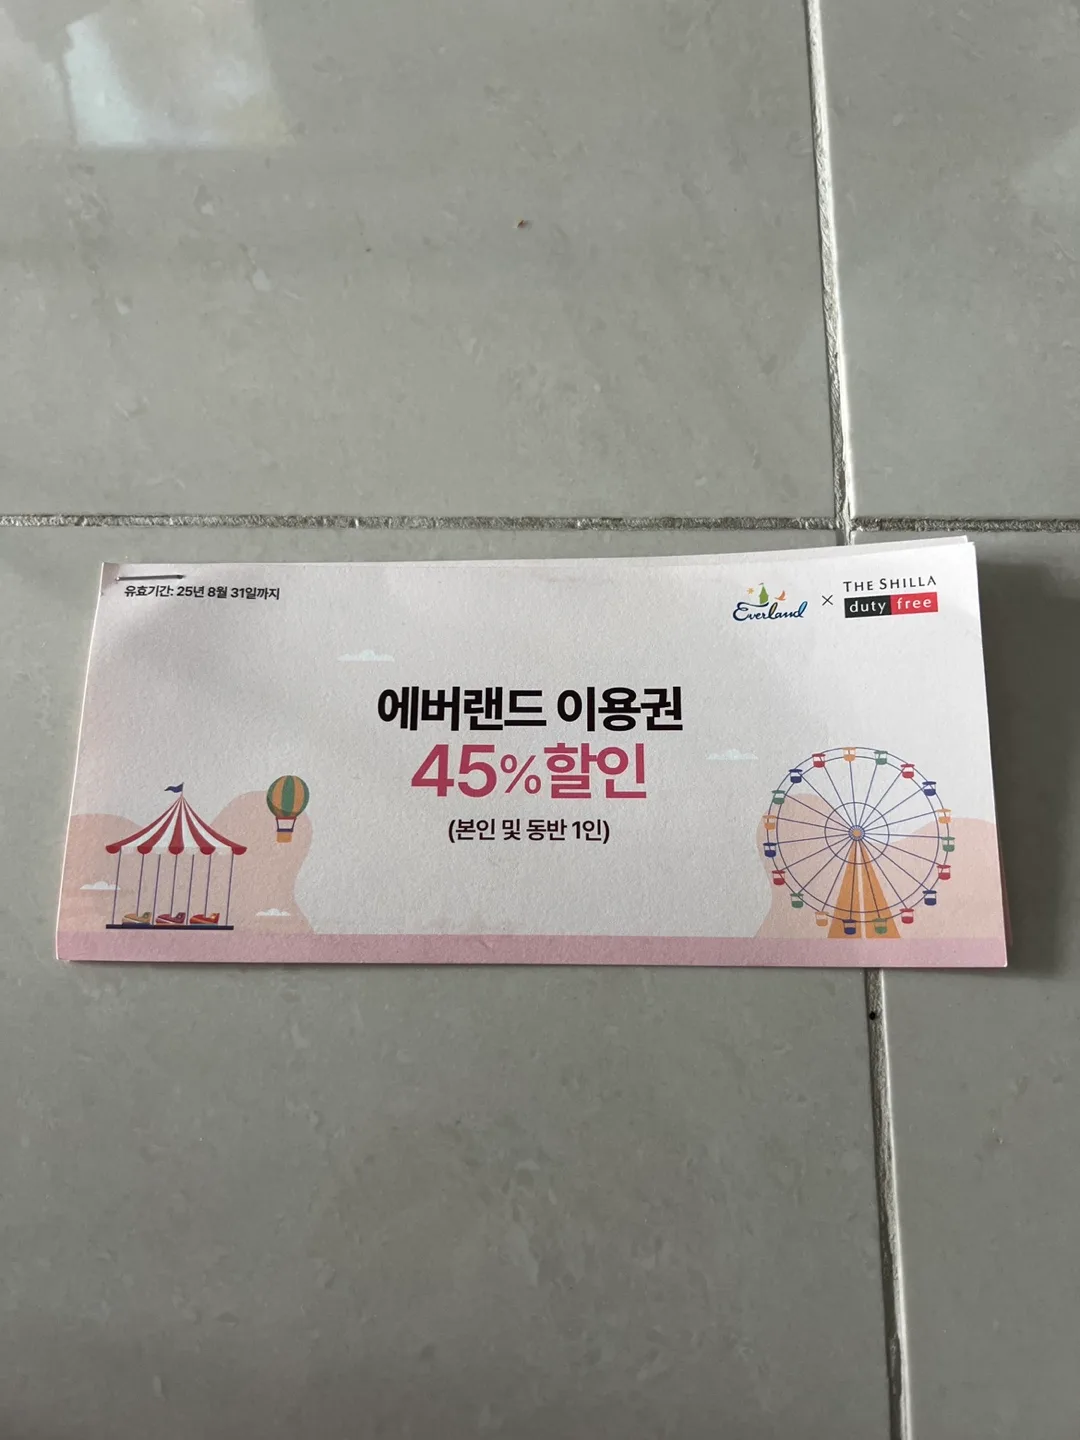 유효기간: 25년 8월 31일까지
Everland × THE SHILLA duty free
에버랜드 이용권
45%할인
(본인 및 동반 1인)